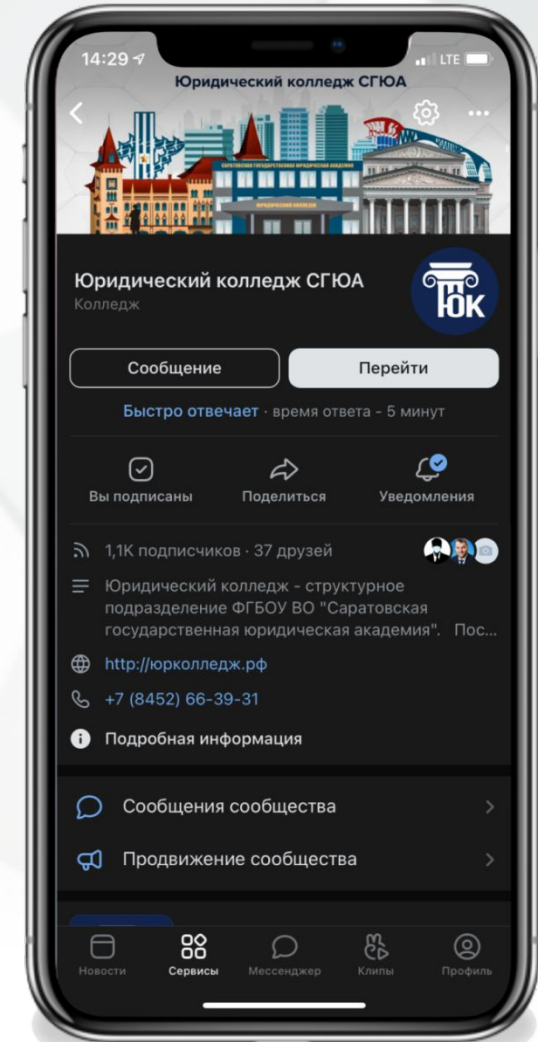 14:29
LTE
Юридический колледж СГЮА
САРАТОВСКАЯ ГОСУДАРСТВЕННАЯ ЮРИДИЧЕСКАЯ АКАДЕМИЯ
ЮРИДИЧЕСКИЙ КОЛЛЕДЖ
Юридический колледж СГЮА
Колледж
ЮК
Сообщение
Перейти
Быстро отвечает · время ответа - 5 минут
Вы подписаны
Поделиться
Уведомления
1,1K подписчиков · 37 друзей
Юридический колледж - структурное
подразделение ФГБОУ ВО "Саратовская
государственная юридическая академия". Пос...
http://юрколледж.рф
+7 (8452) 66-39-31
Подробная информация
Сообщения сообщества
Продвижение сообщества
Новости
Сервисы
Мессенджер
Клипы
Профиль